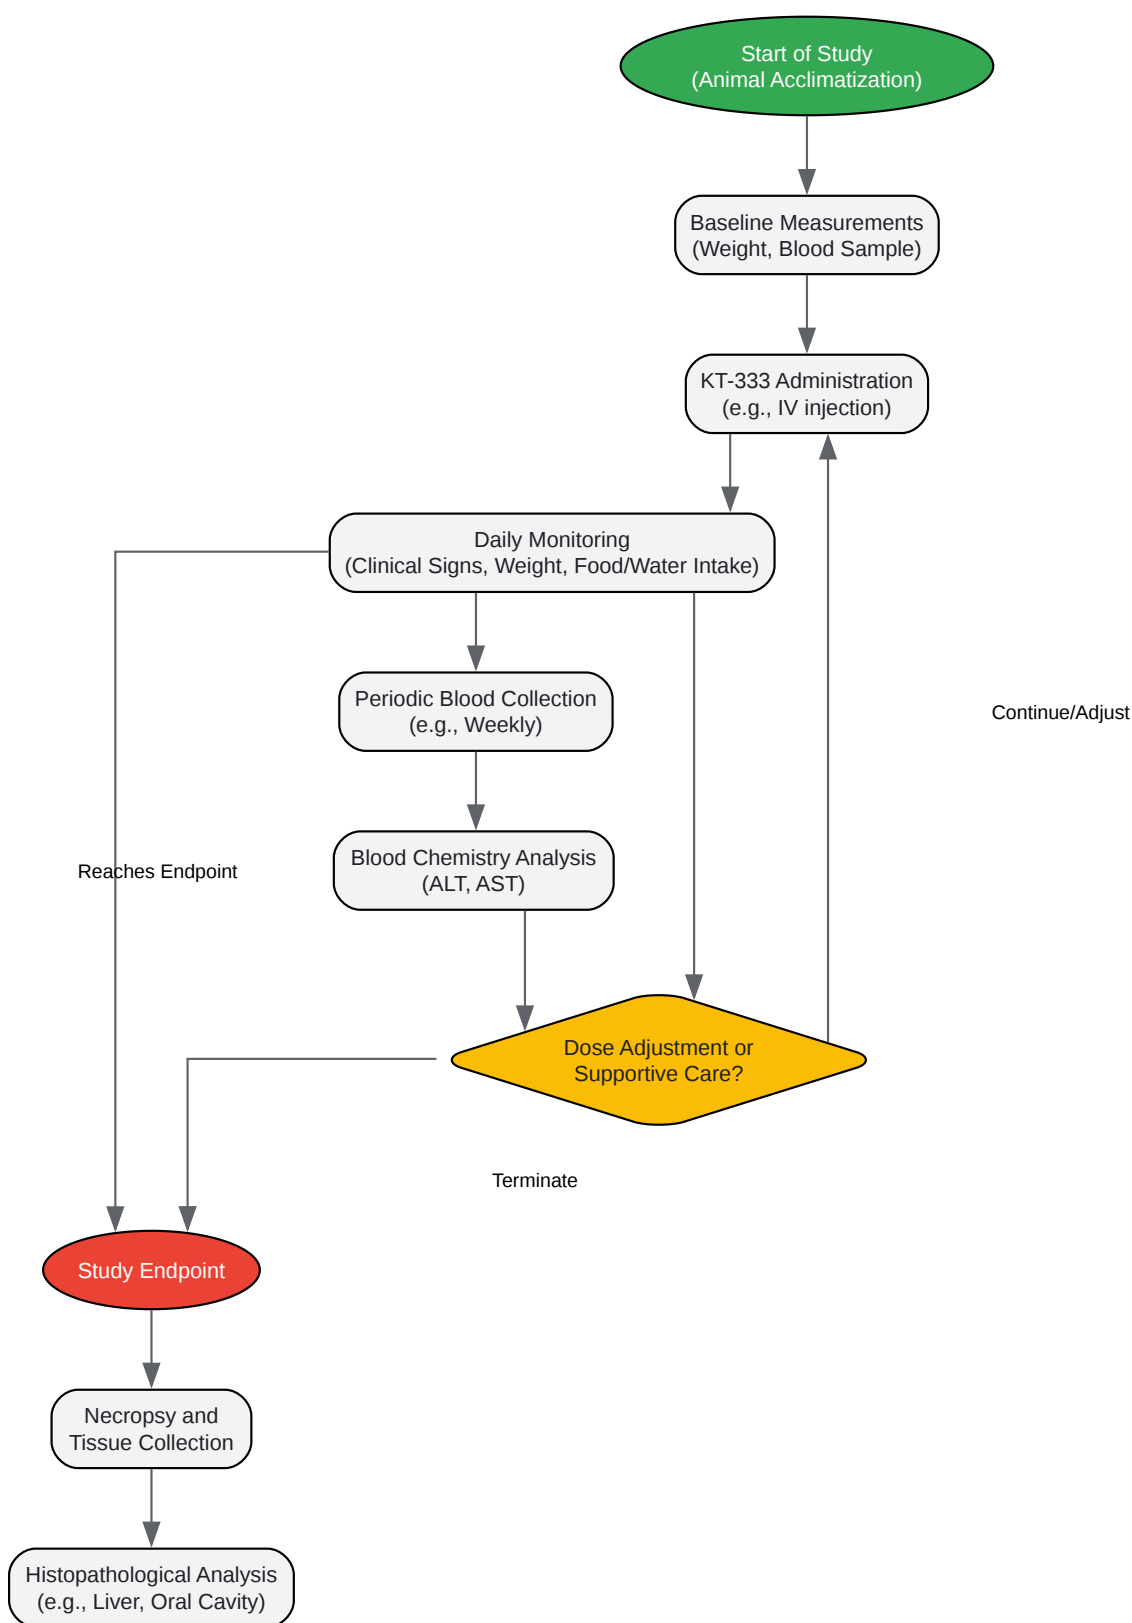 Start of Study
(Animal Acclimatization)
Baseline Measurements
(Weight, Blood Sample)
KT-333 Administration
(e.g., IV injection)
Daily Monitoring
(Clinical Signs, Weight, Food/Water Intake)
Periodic Blood Collection
(e.g., Weekly)
Continue/Adjust
Blood Chemistry Analysis
(ALT, AST)
Reaches Endpoint
Dose Adjustment or
Supportive Care?
Terminate
Study Endpoint
Necropsy and
Tissue Collection
Histopathological Analysis
(e.g., Liver, Oral Cavity)